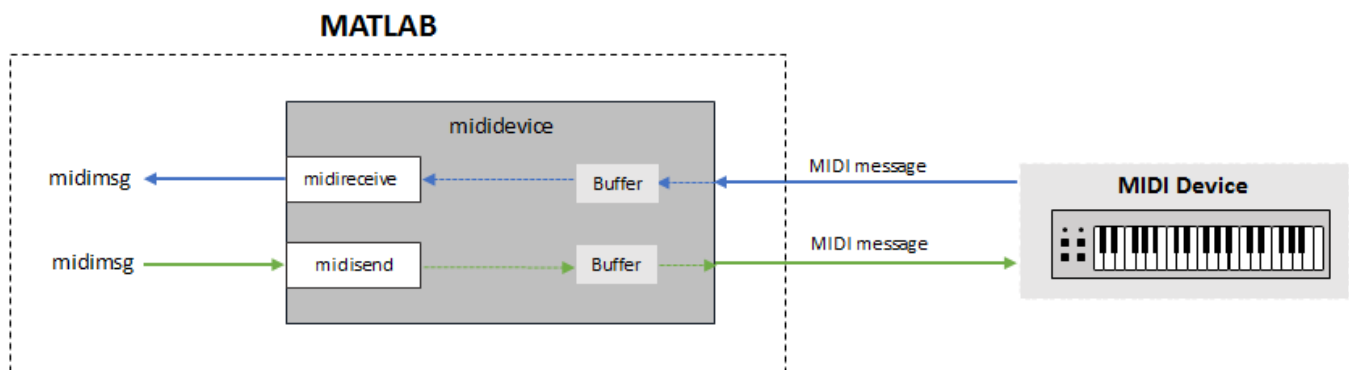 MATLAB
mididevice
midimsg
midireceive
Buffer
MIDI message
MIDI Device
midimsg
midisend
Buffer
MIDI message